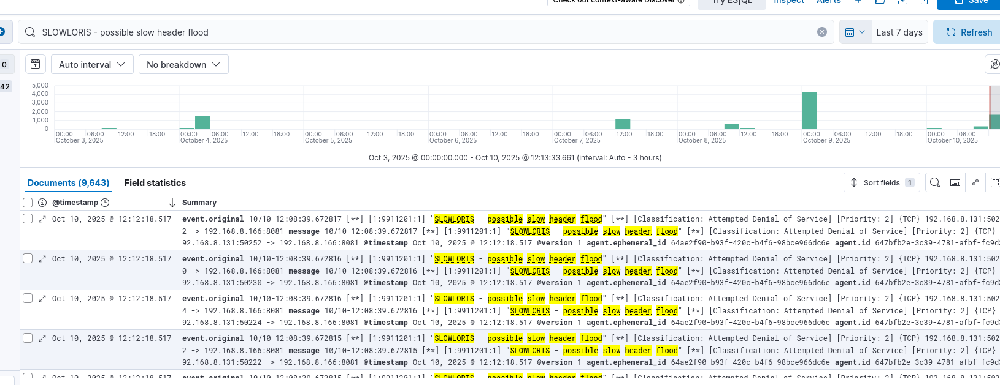 Check out context-aware Discover
Try ES|QL
Inspect
Alerts
Save
SLOWLORIS - possible slow header flood
Last 7 days
Refresh
0
42
Auto interval
No breakdown
5,000
4,000
3,000
2,000
1,000
0
00:00 06:00 12:00 18:00 00:00 06:00 12:00 18:00 00:00 06:00 12:00 18:00 00:00 06:00 12:00 18:00 00:00 06:00 12:00 18:00 00:00 06:00 12:00 18:00 00:00 06:00 12:00 18:00 00:00 06:00
October 3, 2025 October 4, 2025 October 5, 2025 October 6, 2025 October 7, 2025 October 8, 2025 October 9, 2025 October 10, 2025
Oct 3, 2025 @ 00:00:00.000 - Oct 10, 2025 @ 12:13:33.661 (interval: Auto - 3 hours)
Documents (9,643) Field statistics
Sort fields 1
@timestamp Summary
Oct 10, 2025 @ 12:12:18.517 event.original 10/10-12:08:39.672817 [**] [1:9911201:1] "SLOWLORIS - possible slow header flood" [**] [Classification: Attempted Denial of Service] [Priority: 2] {TCP} 192.168.8.131:502
2 -> 192.168.8.166:8081 message 10/10-12:08:39.672817 [**] [1:9911201:1] "SLOWLORIS - possible slow header flood" [**] [Classification: Attempted Denial of Service] [Priority: 2] {TCP}
92.168.8.131:50252 -> 192.168.8.166:8081 @timestamp Oct 10, 2025 @ 12:12:18.517 @version 1 agent.ephemeral_id 64ae2f90-b93f-420c-b4f6-98bce966dc6e agent.id 647bfb2e-3c39-4781-afbf-fc9d
Oct 10, 2025 @ 12:12:18.517 event.original 10/10-12:08:39.672816 [**] [1:9911201:1] "SLOWLORIS - possible slow header flood" [**] [Classification: Attempted Denial of Service] [Priority: 2] {TCP} 192.168.8.131:502
0 -> 192.168.8.166:8081 message 10/10-12:08:39.672816 [**] [1:9911201:1] "SLOWLORIS - possible slow header flood" [**] [Classification: Attempted Denial of Service] [Priority: 2] {TCP}
92.168.8.131:50230 -> 192.168.8.166:8081 @timestamp Oct 10, 2025 @ 12:12:18.517 @version 1 agent.ephemeral_id 64ae2f90-b93f-420c-b4f6-98bce966dc6e agent.id 647bfb2e-3c39-4781-afbf-fc9d
Oct 10, 2025 @ 12:12:18.517 event.original 10/10-12:08:39.672816 [**] [1:9911201:1] "SLOWLORIS - possible slow header flood" [**] [Classification: Attempted Denial of Service] [Priority: 2] {TCP} 192.168.8.131:502
4 -> 192.168.8.166:8081 message 10/10-12:08:39.672816 [**] [1:9911201:1] "SLOWLORIS - possible slow header flood" [**] [Classification: Attempted Denial of Service] [Priority: 2] {TCP}
92.168.8.131:50224 -> 192.168.8.166:8081 @timestamp Oct 10, 2025 @ 12:12:18.517 @version 1 agent.ephemeral_id 64ae2f90-b93f-420c-b4f6-98bce966dc6e agent.id 647bfb2e-3c39-4781-afbf-fc9d
Oct 10, 2025 @ 12:12:18.517 event.original 10/10-12:08:39.672815 [**] [1:9911201:1] "SLOWLORIS - possible slow header flood" [**] [Classification: Attempted Denial of Service] [Priority: 2] {TCP} 192.168.8.131:502
2 -> 192.168.8.166:8081 message 10/10-12:08:39.672815 [**] [1:9911201:1] "SLOWLORIS - possible slow header flood" [**] [Classification: Attempted Denial of Service] [Priority: 2] {TCP}
92.168.8.131:50222 -> 192.168.8.166:8081 @timestamp Oct 10, 2025 @ 12:12:18.517 @version 1 agent.ephemeral_id 64ae2f90-b93f-420c-b4f6-98bce966dc6e agent.id 647bfb2e-3c39-4781-afbf-fc9d